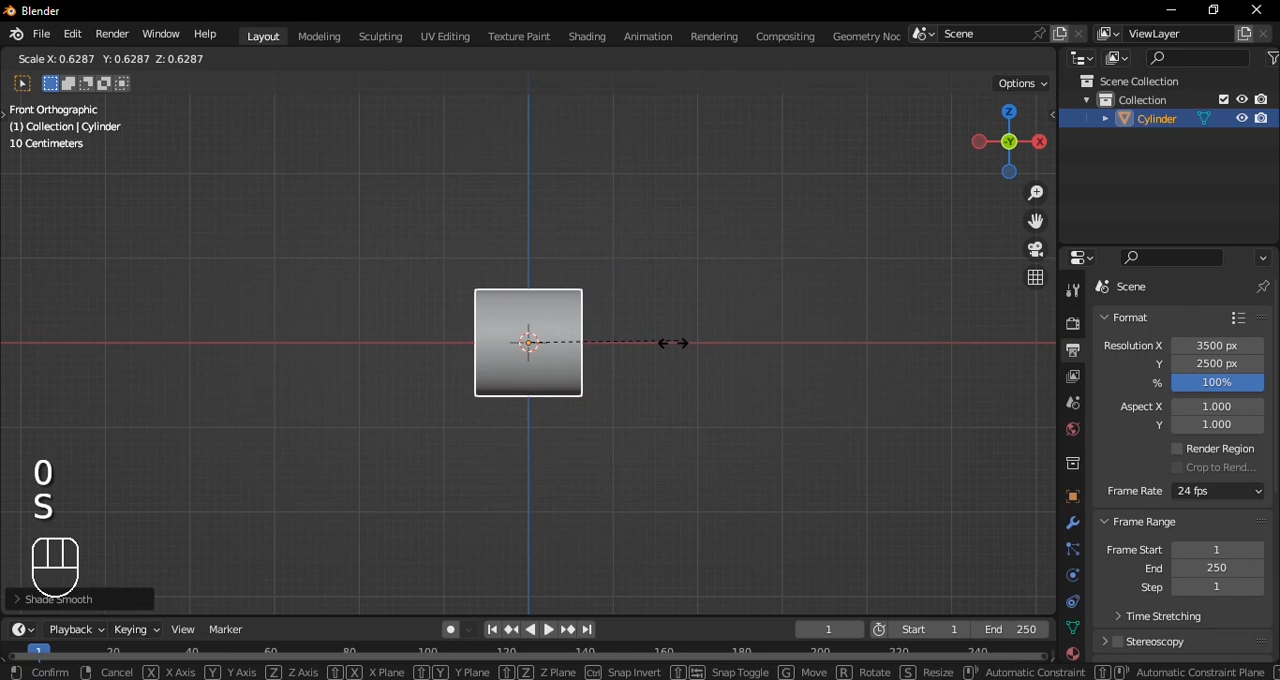 Blender
File Edit Render Window Help Layout Modeling Sculpting UV Editing Texture Paint Shading Animation Rendering Compositing Geometry Noc Scene ViewLayer
Scale X: 0.6287 Y: 0.6287 Z: 0.6287
Options
Front Orthographic
(1) Collection | Cylinder
10 Centimeters
Z
X
-Y
Scene Collection
Collection
Cylinder
Scene
Format
Resolution X 3500 px
Y 2500 px
% 100%
Aspect X 1.000
Y 1.000
Render Region
Crop to Rend...
Frame Rate 24 fps
Frame Range
Frame Start 1
End 250
Step 1
Time Stretching
Stereoscopy
0
S
Shade Smooth
Playback Keying View Marker 1 Start 1 End 250
1 20 40 60 80 100 120 140 160 180 200 220 240
Confirm Cancel X X Axis Y Y Axis Z Z Axis X X Plane Y Y Plane Z Z Plane Ctrl Snap Invert Snap Toggle G Move R Rotate S Resize Automatic Constraint Automatic Constraint Plane